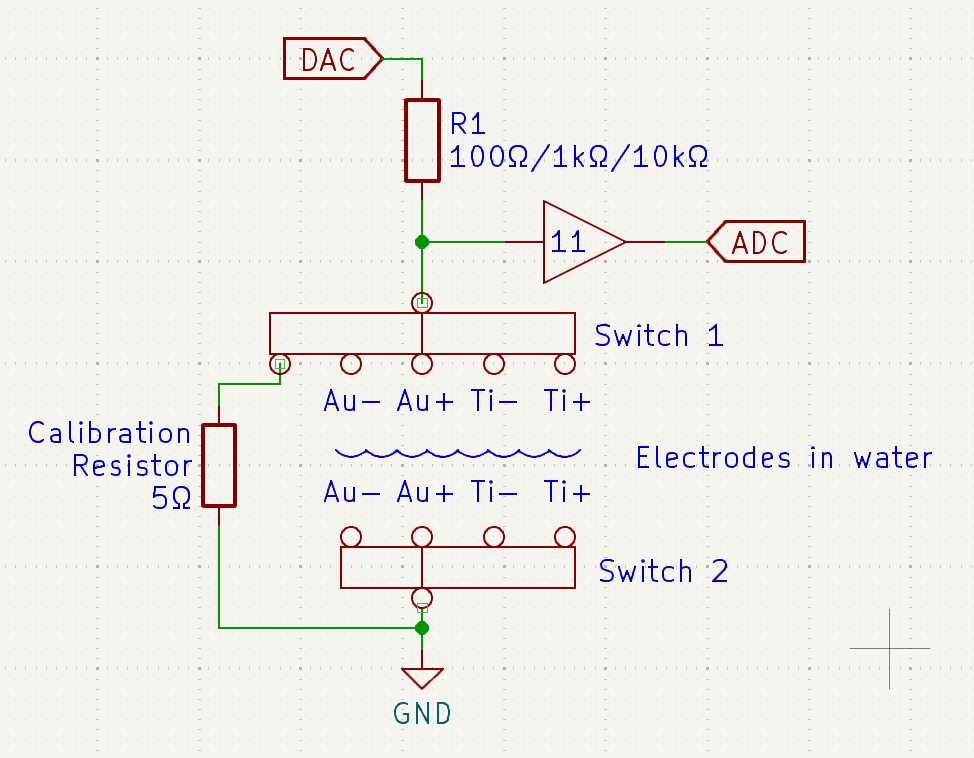 DAC
R1
100Ω/1kΩ/10kΩ
11
ADC
Switch 1
Au− Au+ Ti− Ti+
Calibration
Resistor
5Ω
Electrodes in water
Au− Au+ Ti− Ti+
Switch 2
GND